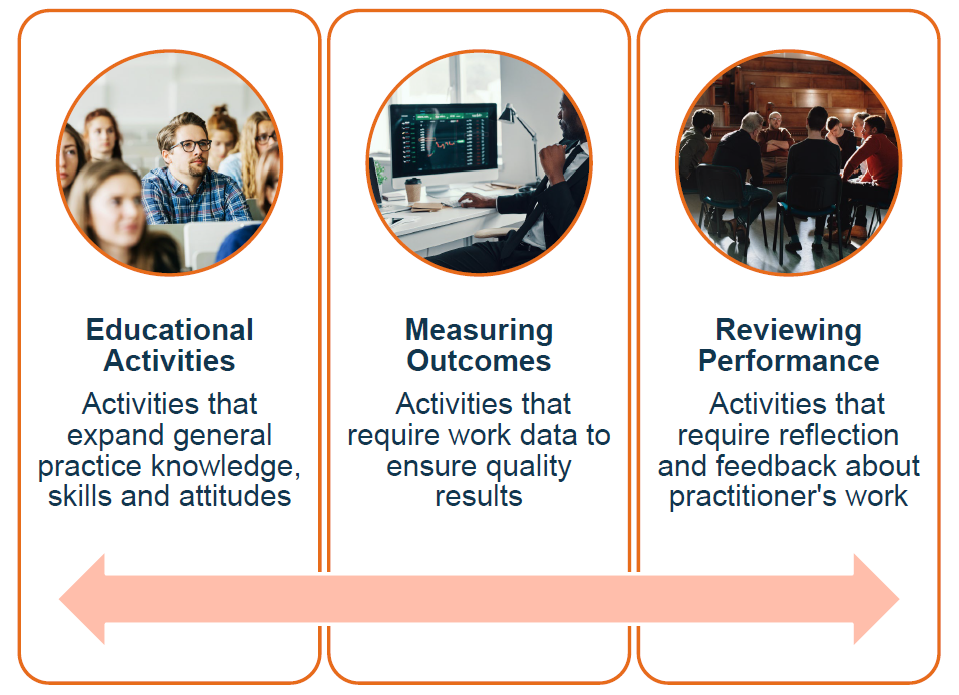 Educational
Activities
Activities that
expand general
practice knowledge,
skills and attitudes
Measuring
Outcomes
Activities that
require work data to
ensure quality
results
Reviewing
Performance
Activities that
require reflection
and feedback about
practitioner's work